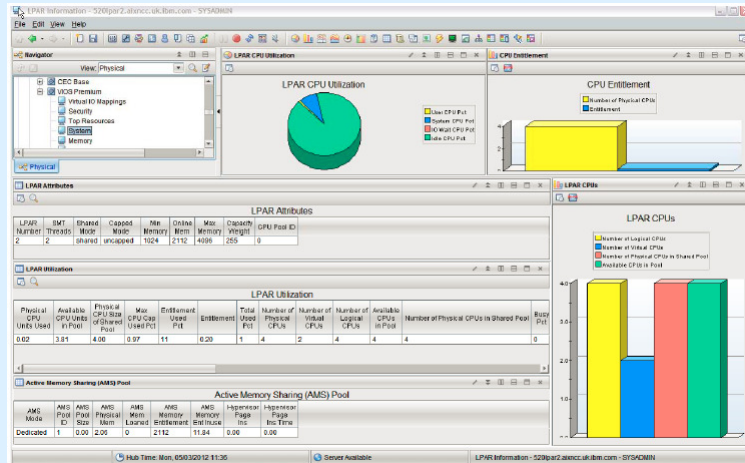 LPAR Information - 520lpar2.aixncc.uk.ibm.com - SYSADMIN
File Edit View Help
Navigator
View: Physical
CEC Base
VIOS Premium
Virtual IO Mappings
Security
Top Resources
System
Memory
Physical
LPAR CPU Utilization
LPAR CPU Utilization
User CPU Pct
System CPU Pct
IO Wait CPU Pct
Idle CPU Pct
CPU Entitlement
CPU Entitlement
Number of Physical CPUs
Entitlement
4
2
LPAR Attributes
LPAR Attributes
LPAR Number SMT Threads Shared Mode Capped Mode Min Memory Online Mem Max Memory Capacity Weight CPU Pool ID
2 2 shared uncapped 1024 2112 4096 255 0
LPAR Utilization
LPAR Utilization
Physical CPU Units Used Available CPU Units in Pool Physical CPU Size of Shared Pool Max CPU Cap Used Pct Entitlement Used Pct Entitlement Total Used Pct Number of Physical CPUs Number of Virtual CPUs Number of Logical CPUs Available CPUs in Pool Number of Physical CPUs in Shared Pool Busy Pct
0.02 3.81 4.00 0.97 11 0.20 1 4 2 4 4 4 0
Active Memory Sharing (AMS) Pool
Active Memory Sharing (AMS) Pool
AMS Mode AMS Pool ID AMS Pool Size AMS Physical Mem AMS Mem Loaned AMS Memory Entitlement AMS Memory Ent Inuse Hypervisor Page Ins Hypervisor Page Ins Time
Dedicated 1 0.00 2.06 0 2112 11.84 0.00 0.00
LPAR CPUs
LPAR CPUs
Number of Logical CPUs
Number of Virtual CPUs
Number of Physical CPUs in Shared Pool
Available CPUs in Pool
4.0
2.0
Hub Time: Mon, 05/03/2012 11:36
Server Available
LPAR Information - 520lpar2.aixncc.uk.ibm.com - SYSADMIN